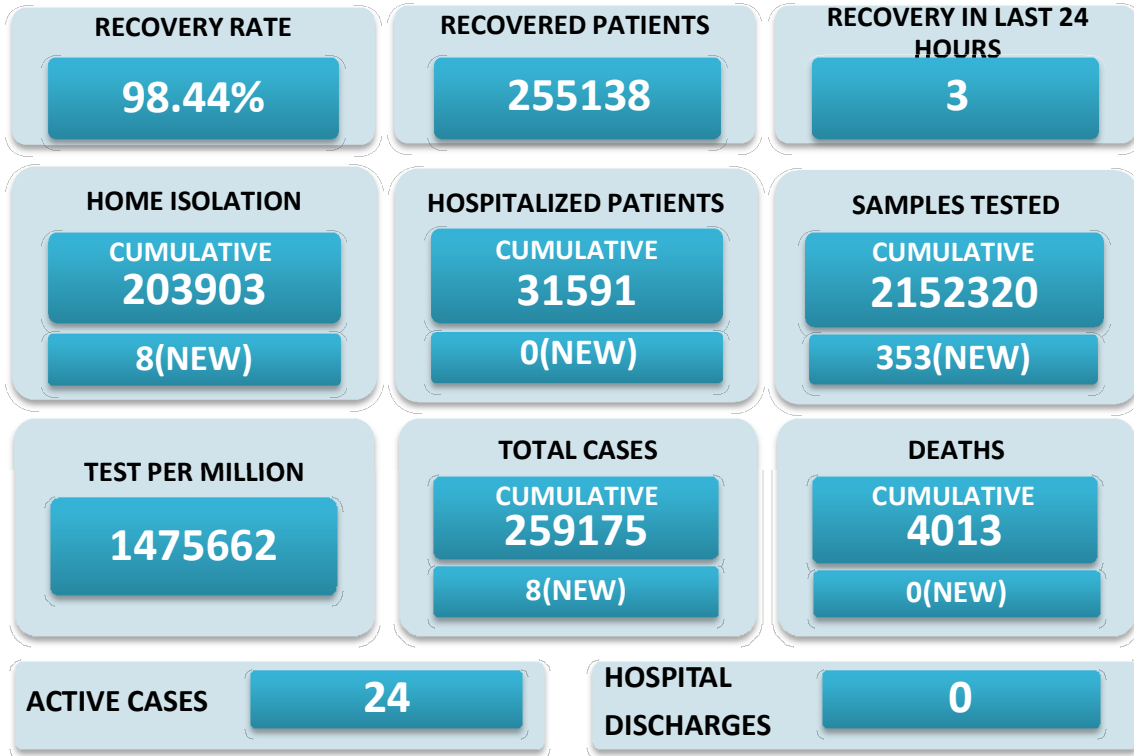 RECOVERY RATE
98.44%
RECOVERED PATIENTS
255138
RECOVERY IN LAST 24
HOURS
3
HOME ISOLATION
CUMULATIVE
203903
8(NEW)
HOSPITALIZED PATIENTS
CUMULATIVE
31591
0(NEW)
SAMPLES TESTED
CUMULATIVE
2152320
353(NEW)
TEST PER MILLION
1475662
TOTAL CASES
CUMULATIVE
259175
8(NEW)
DEATHS
CUMULATIVE
4013
0(NEW)
ACTIVE CASES
24
HOSPITAL
DISCHARGES
0